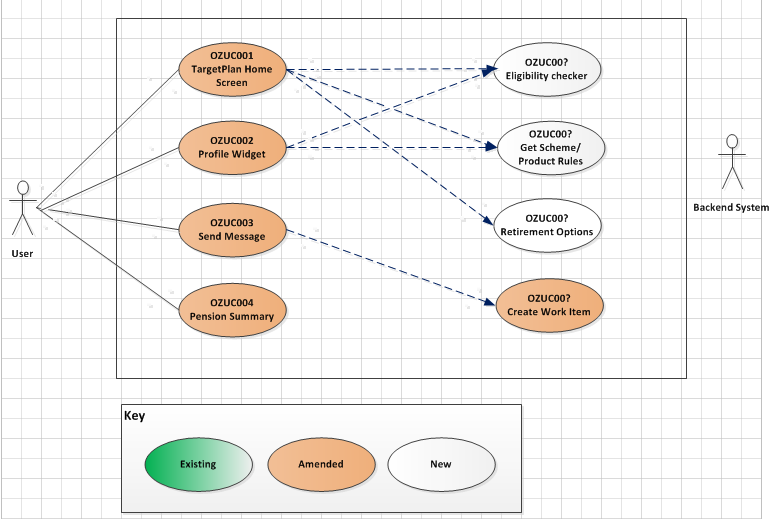 OZUC001
TargetPlan Home
Screen
OZUC00?
Eligibility checker
OZUC002
Profile Widget
OZUC00?
Get Scheme/
Product Rules
User
Backend System
OZUC003
Send Message
OZUC00?
Retirement Options
OZUC004
Pension Summary
OZUC00?
Create Work Item
Key
Existing
Amended
New